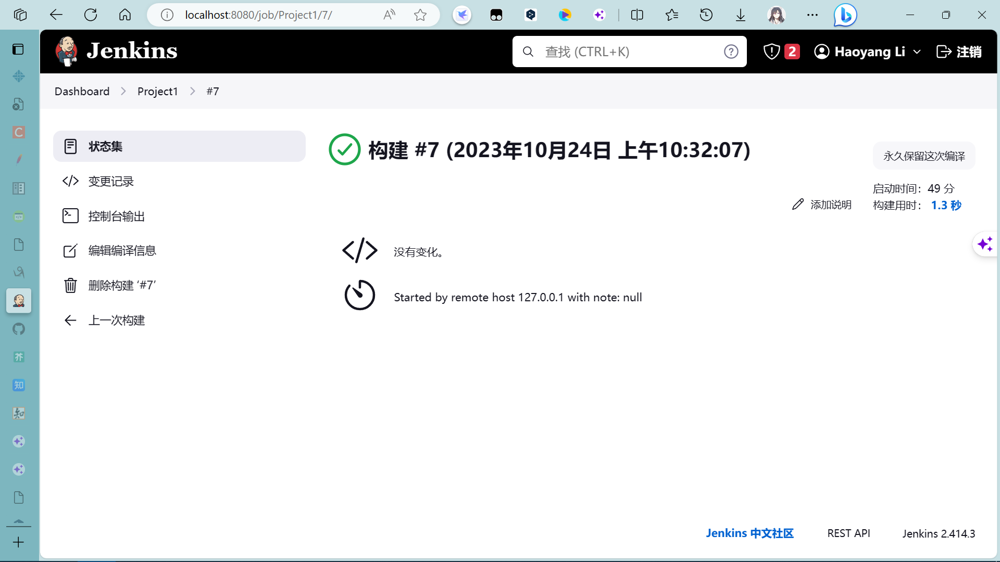 localhost:8080/job/Project1/7/
Jenkins
查找 (CTRL+K)
2
Haoyang Li
注销
Dashboard
Project1
#7
状态集
变更记录
控制台输出
编辑编译信息
删除构建 ‘#7’
上一次构建
构建 #7 (2023年10月24日 上午10:32:07)
永久保留这次编译
启动时间：49 分
添加说明
构建用时： 1.3 秒
没有变化。
Started by remote host 127.0.0.1 with note: null
C
芥
知
知
Jenkins 中文社区
REST API
Jenkins 2.414.3